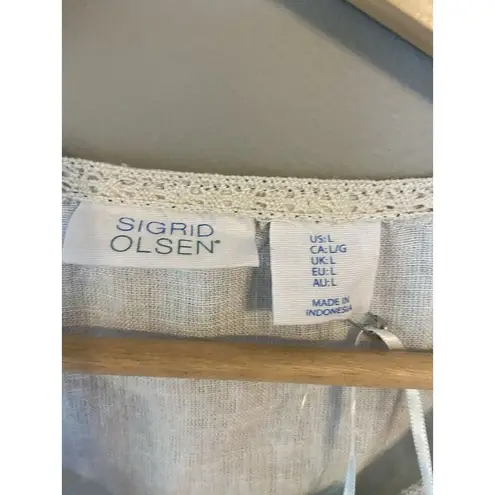 SIGRID
OLSEN®
US: L
CA: L/G
UK: L
EU: L
AU: L
MADE IN
INDONESIA